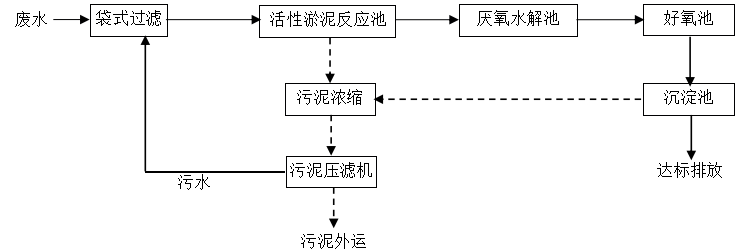 废水
袋式过滤
活性淤泥反应池
厌氧水解池
好氧池
污泥浓缩
沉淀池
污泥压滤机
达标排放
污水
污泥外运